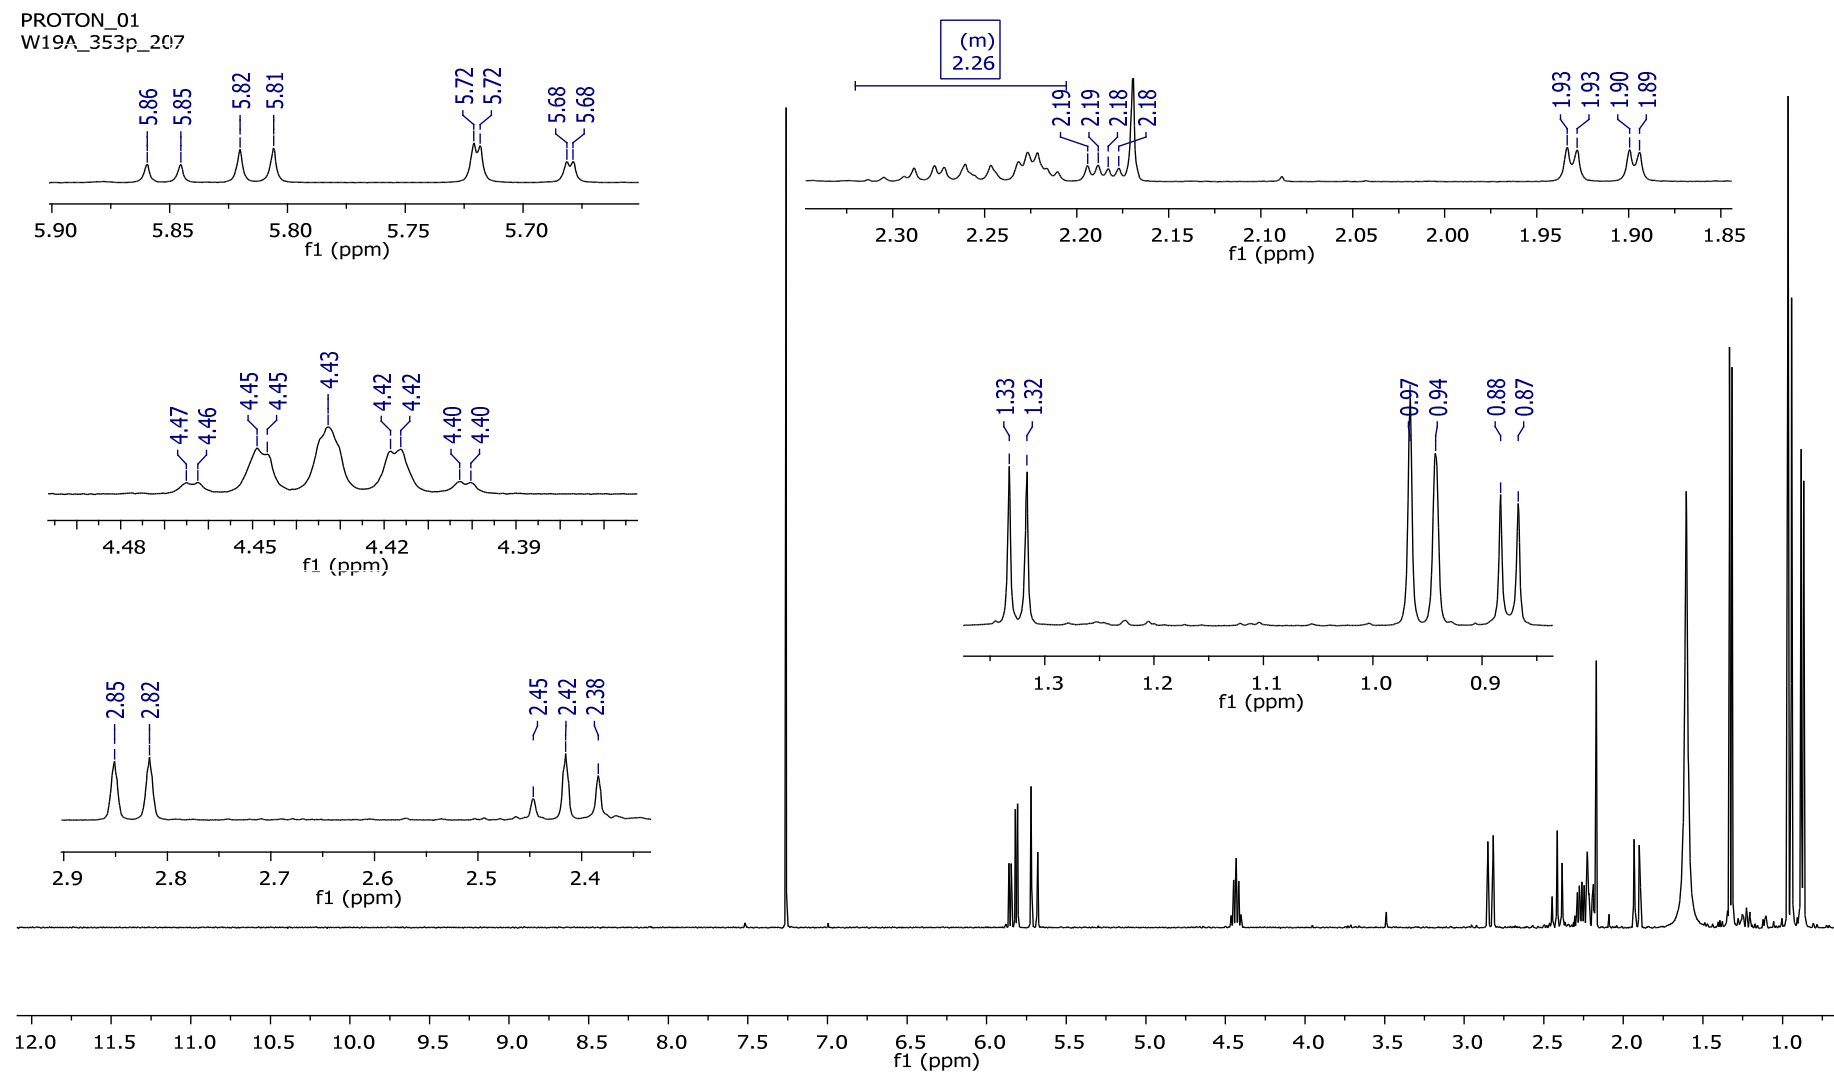 PROTON_01
W19A_353p_207
5.86 5.85 5.82 5.81 5.72 5.72 5.68 5.68
5.90 5.85 5.80 5.75 5.70
f1 (ppm)
(m)
2.26
2.19 2.19 2.18 2.18 1.93 1.93 1.90 1.89
2.30 2.25 2.20 2.15 2.10 2.05 2.00 1.95 1.90 1.85
f1 (ppm)
4.47 4.46 4.45 4.45 4.43 4.42 4.42 4.40 4.40
4.48 4.45 4.42 4.39
f1 (ppm)
1.33 1.32 0.97 0.94 0.88 0.87
1.3 1.2 1.1 1.0 0.9
f1 (ppm)
2.85 2.82 2.45 2.42 2.38
2.9 2.8 2.7 2.6 2.5 2.4
f1 (ppm)
12.0 11.5 11.0 10.5 10.0 9.5 9.0 8.5 8.0 7.5 7.0 6.5 6.0 5.5 5.0 4.5 4.0 3.5 3.0 2.5 2.0 1.5 1.0
f1 (ppm)